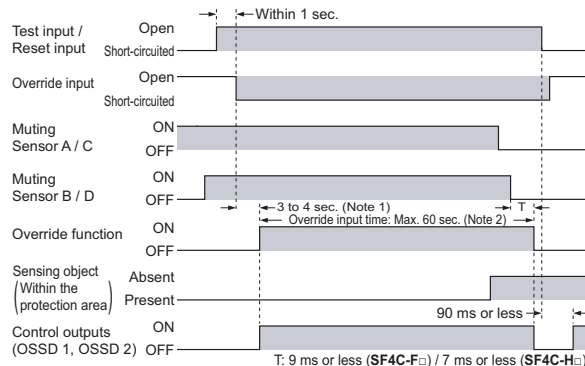 Within 1 sec.
Test input / Reset input
Open
Short-circuited
Override input
Open
Short-circuited
Muting Sensor A / C
ON
OFF
Muting Sensor B / D
ON
OFF
3 to 4 sec. (Note 1)
T
Override input time: Max. 60 sec. (Note 2)
Override function
ON
OFF
Sensing object
(Within the protection area)
Absent
Present
90 ms or less
Control outputs
(OSSD 1, OSSD 2)
ON
OFF
T: 9 ms or less (SF4C-F□) / 7 ms or less (SF4C-H□)